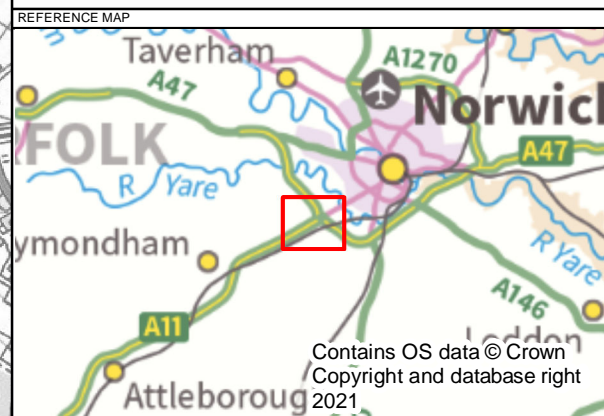 REFERENCE MAP
Taverham
A1270
A47
Norwich
FOLK
A47
R Yare
ymondham
R Yare
A146
A11
Loddon
Contains OS data © Crown
Copyright and database right
2021
Attleboroug